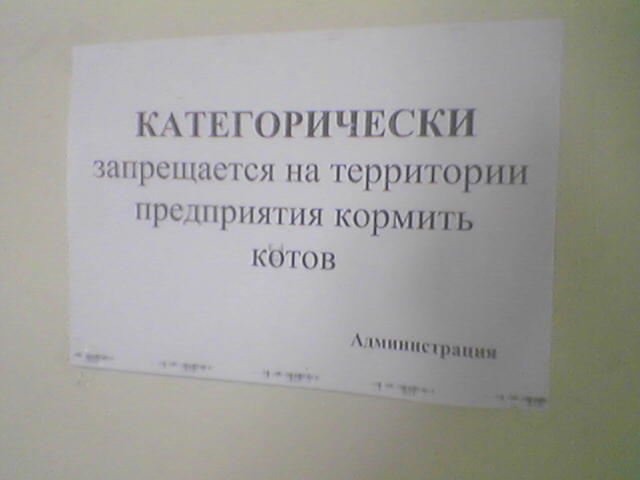 КАТЕГОРИЧЕСКИ
запрещается на территории
предприятия кормить
котов
Администрация